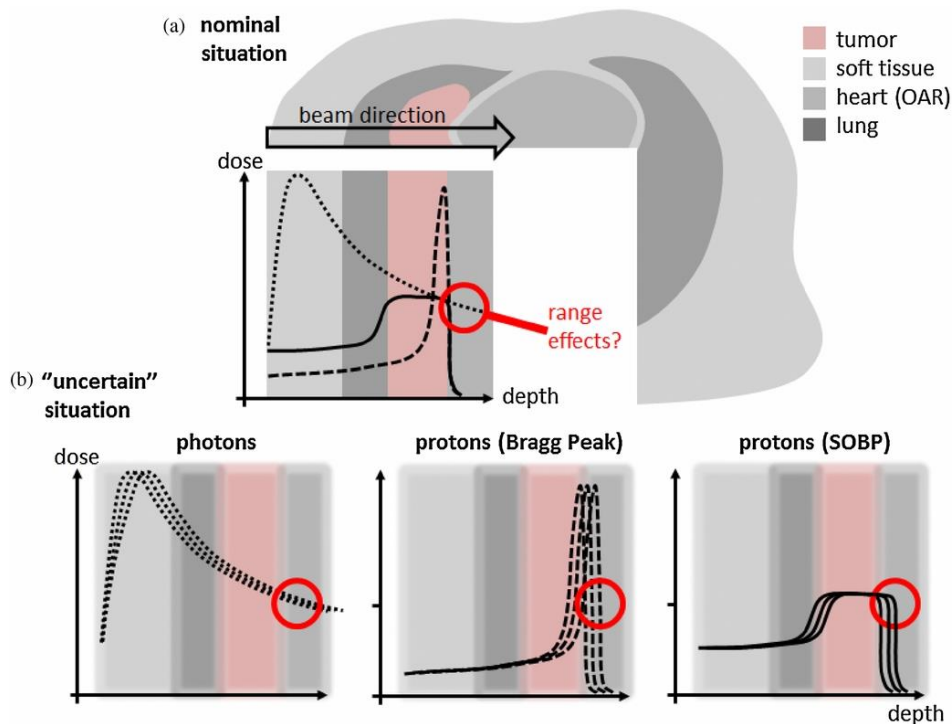 (a) nominal
situation
tumor
soft tissue
heart (OAR)
lung
beam direction
dose
range
effects?
depth
(b) "uncertain"
situation
photons
protons (Bragg Peak)
protons (SOBP)
dose
depth